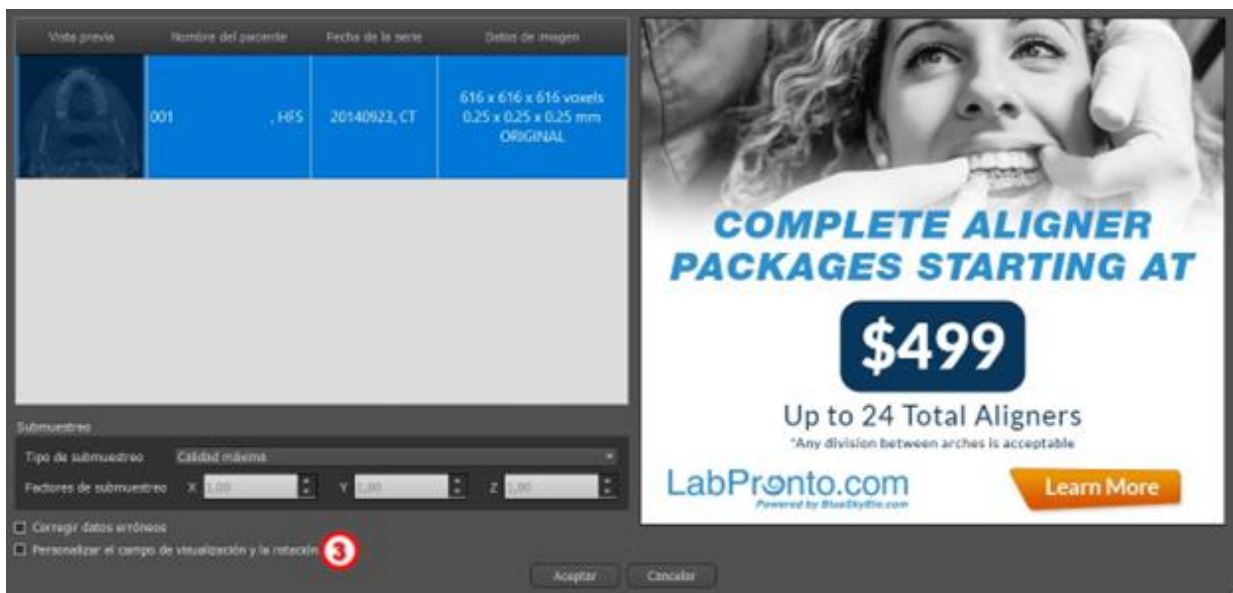 Vista previa Nombre del paciente Fecha de la serie Datos de imagen
001 , HFS
20140923, CT
616 x 616 x 616 voxels
0.25 x 0.25 x 0.25 mm
ORIGINAL
Submuestreo
Tipo de submuestreo Calidad máxima
Factores de submuestreo X 1,00 Y 1,00 Z 1,00
Corregir datos erróneos
Personalizar el campo de visualización y la rotación 3
Aceptar Cancelar
COMPLETE ALIGNER
PACKAGES STARTING AT
$499
Up to 24 Total Aligners
*Any division between arches is acceptable
LabPronto.com
Powered by BlueSkyBio.com
Learn More